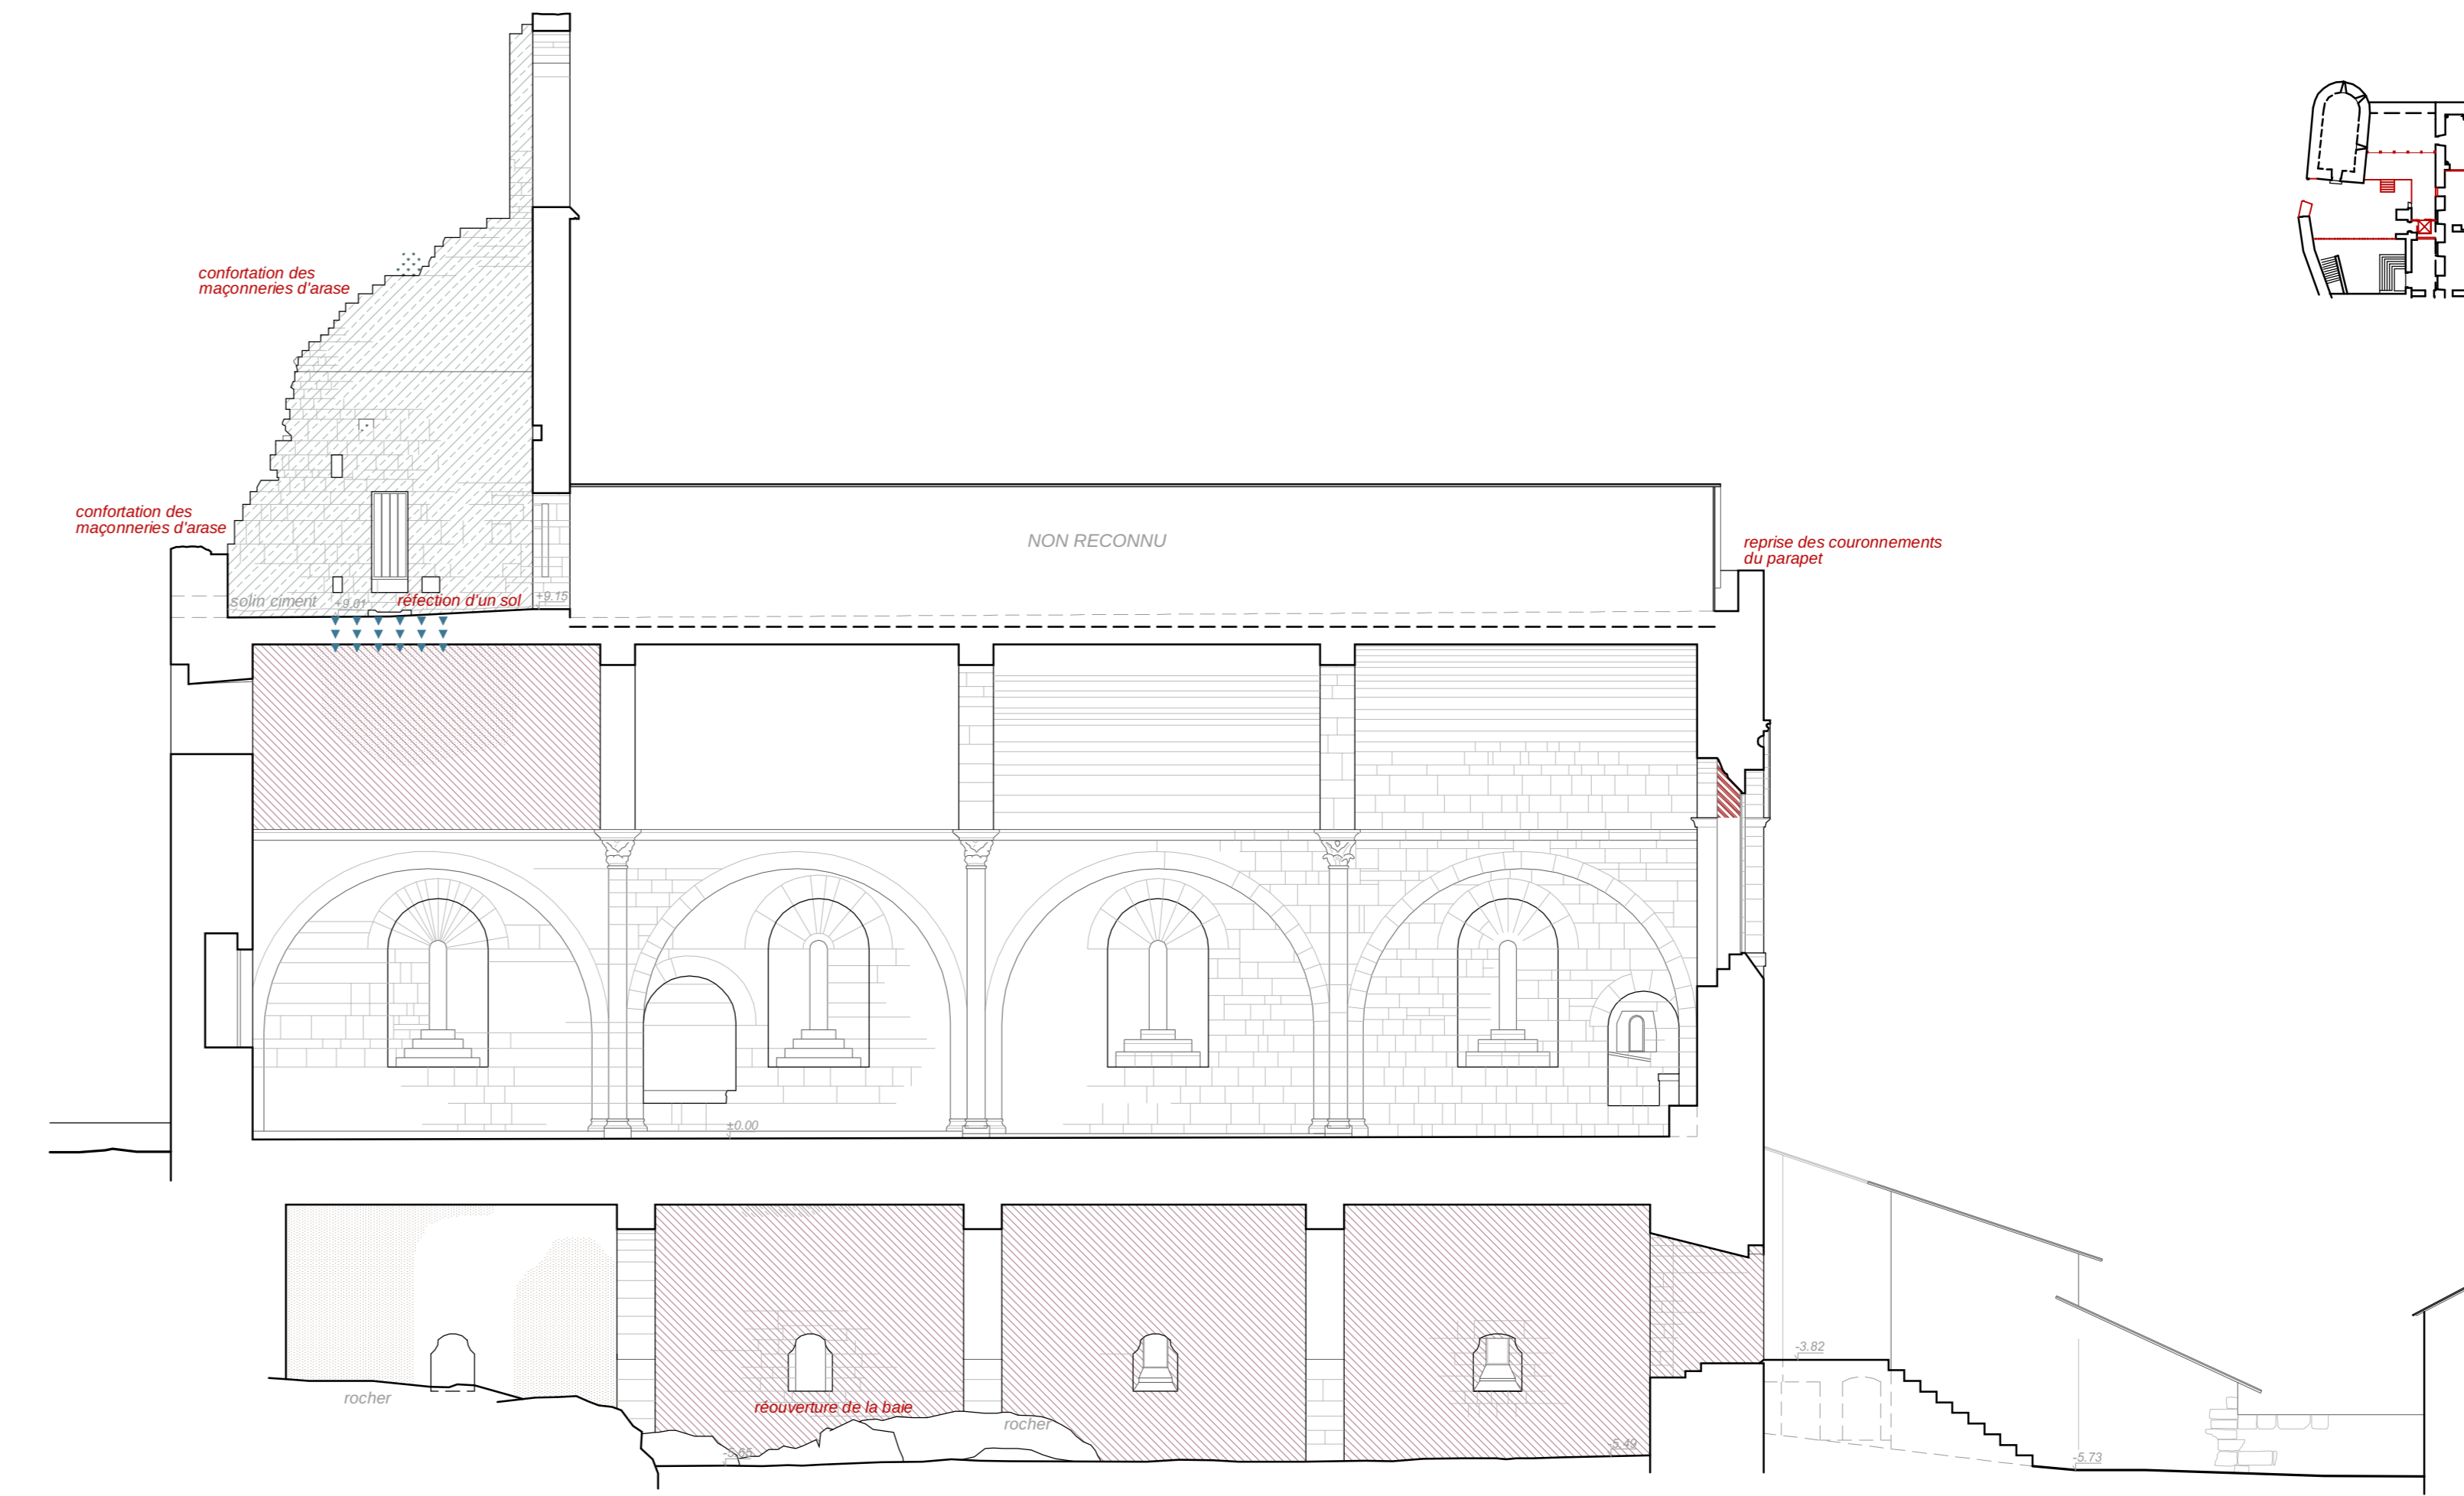 confortation des
maçonneries d'arase
confortation des
maçonneries d'arase
NON RECONNU
reprise des couronnements
du parapet
solin ciment
+9.01
réfection d'un sol
+9.15
±0.00
-3.82
rocher
réouverture de la baie
rocher
-5.65
-5.49
-5.73